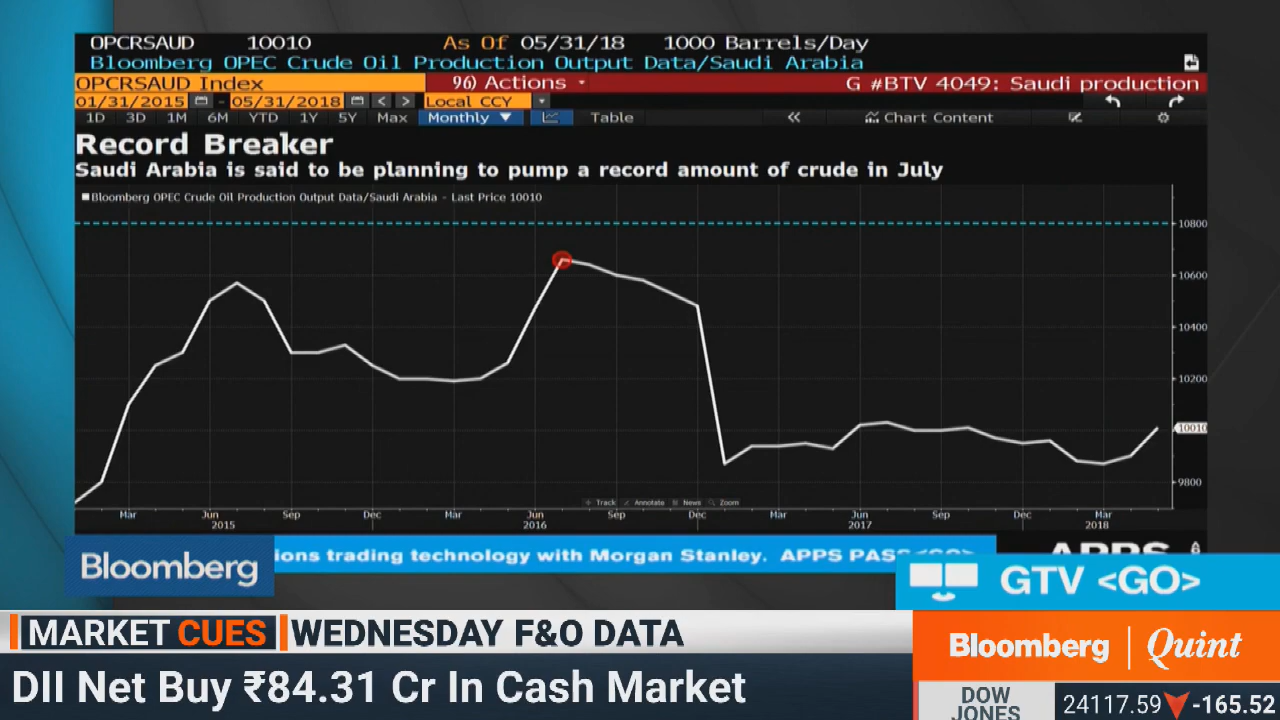 OPCRSAUD 10010 As Of 05/31/18 1000 Barrels/Day
Bloomberg OPEC Crude Oil Production Output Data/Saudi Arabia
OPCRSAUD Index 96) Actions G #BTV 4049: Saudi production
01/31/2015 - 05/31/2018 < > Local CCY
1D 3D 1M 6M YTD 1Y 5Y Max Monthly ▼ Table « Chart Content
Record Breaker
Saudi Arabia is said to be planning to pump a record amount of crude in July
Bloomberg OPEC Crude Oil Production Output Data/Saudi Arabia - Last Price 10010
10800
10600
10400
10200
10010
9800
Track Annotate News Zoom
Mar Jun Sep Dec Mar Jun Sep Dec Mar Jun Sep Dec Mar
2015 2016 2017 2018
Bloomberg
ions trading technology with Morgan Stanley. APPS PASS <GO>
APPS
GTV <GO>
MARKET CUES WEDNESDAY F&O DATA
DII Net Buy ₹84.31 Cr In Cash Market
Bloomberg | Quint
DOW JONES 24117.59 -165.52